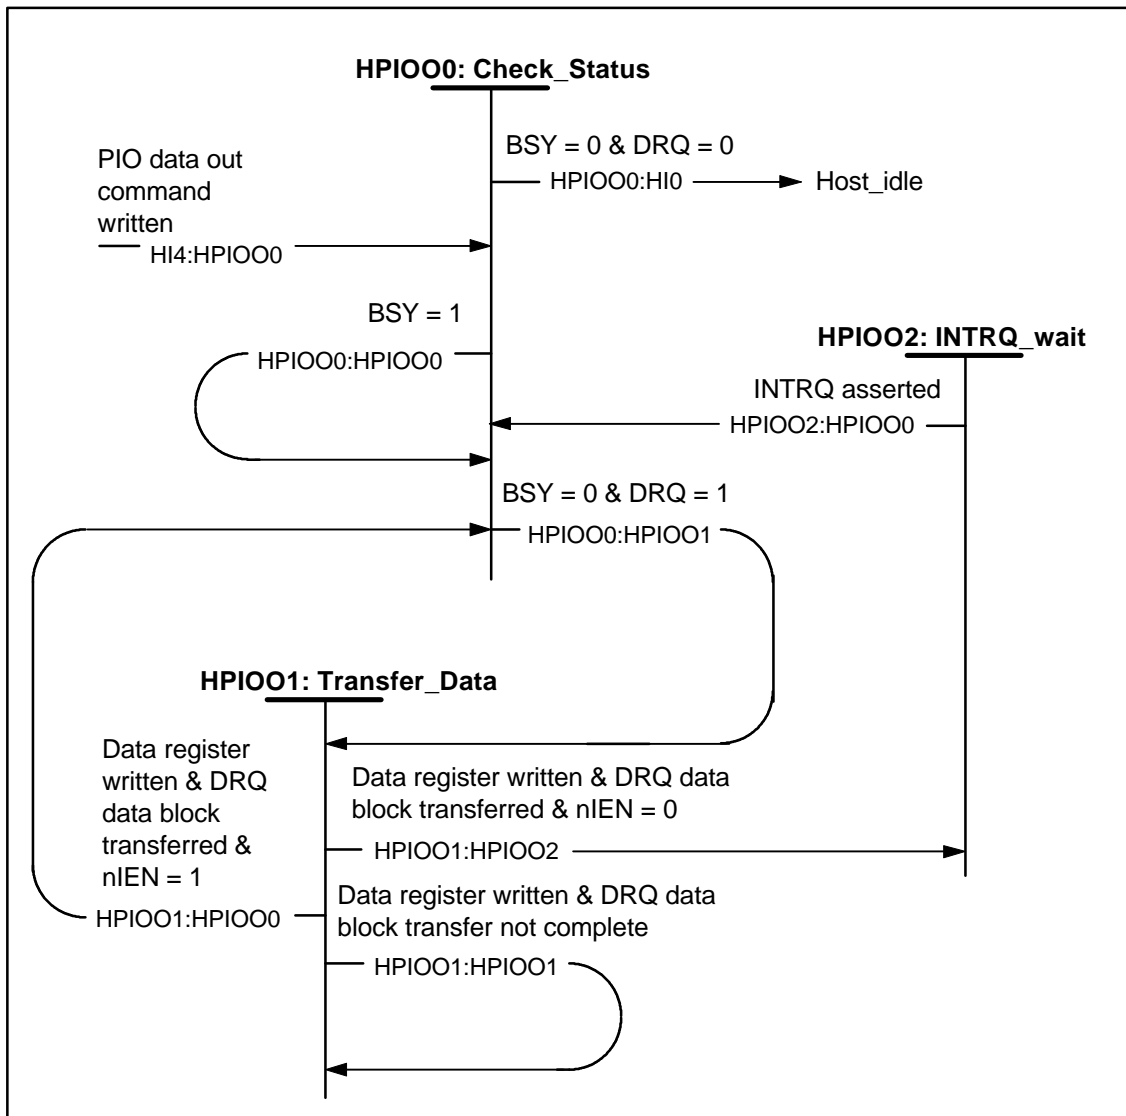 HPIOO0: Check_Status
BSY = 0 & DRQ = 0
HPIOO0:HI0
Host_idle
PIO data out
command
written
HI4:HPIOO0
BSY = 1
HPIOO0:HPIOO0
HPIOO2: INTRQ_wait
INTRQ asserted
HPIOO2:HPIOO0
BSY = 0 & DRQ = 1
HPIOO0:HPIOO1
HPIOO1: Transfer_Data
Data register
written & DRQ
data block
transferred &
nIEN = 1
HPIOO1:HPIOO0
Data register written & DRQ data
block transferred & nIEN = 0
HPIOO1:HPIOO2
Data register written & DRQ data
block transfer not complete
HPIOO1:HPIOO1